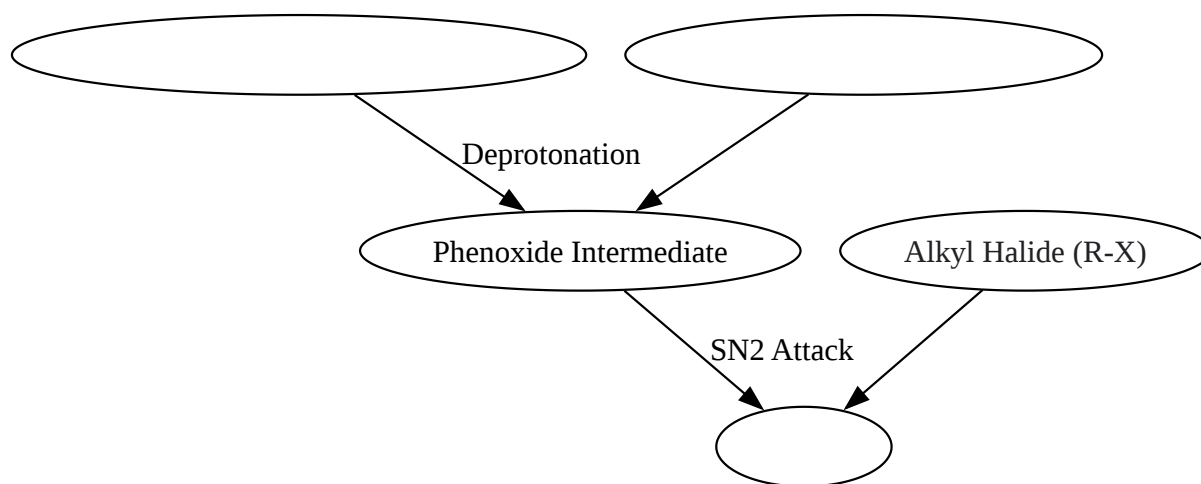 Deprotonation
Phenoxide Intermediate
Alkyl Halide (R-X)
SN2 Attack